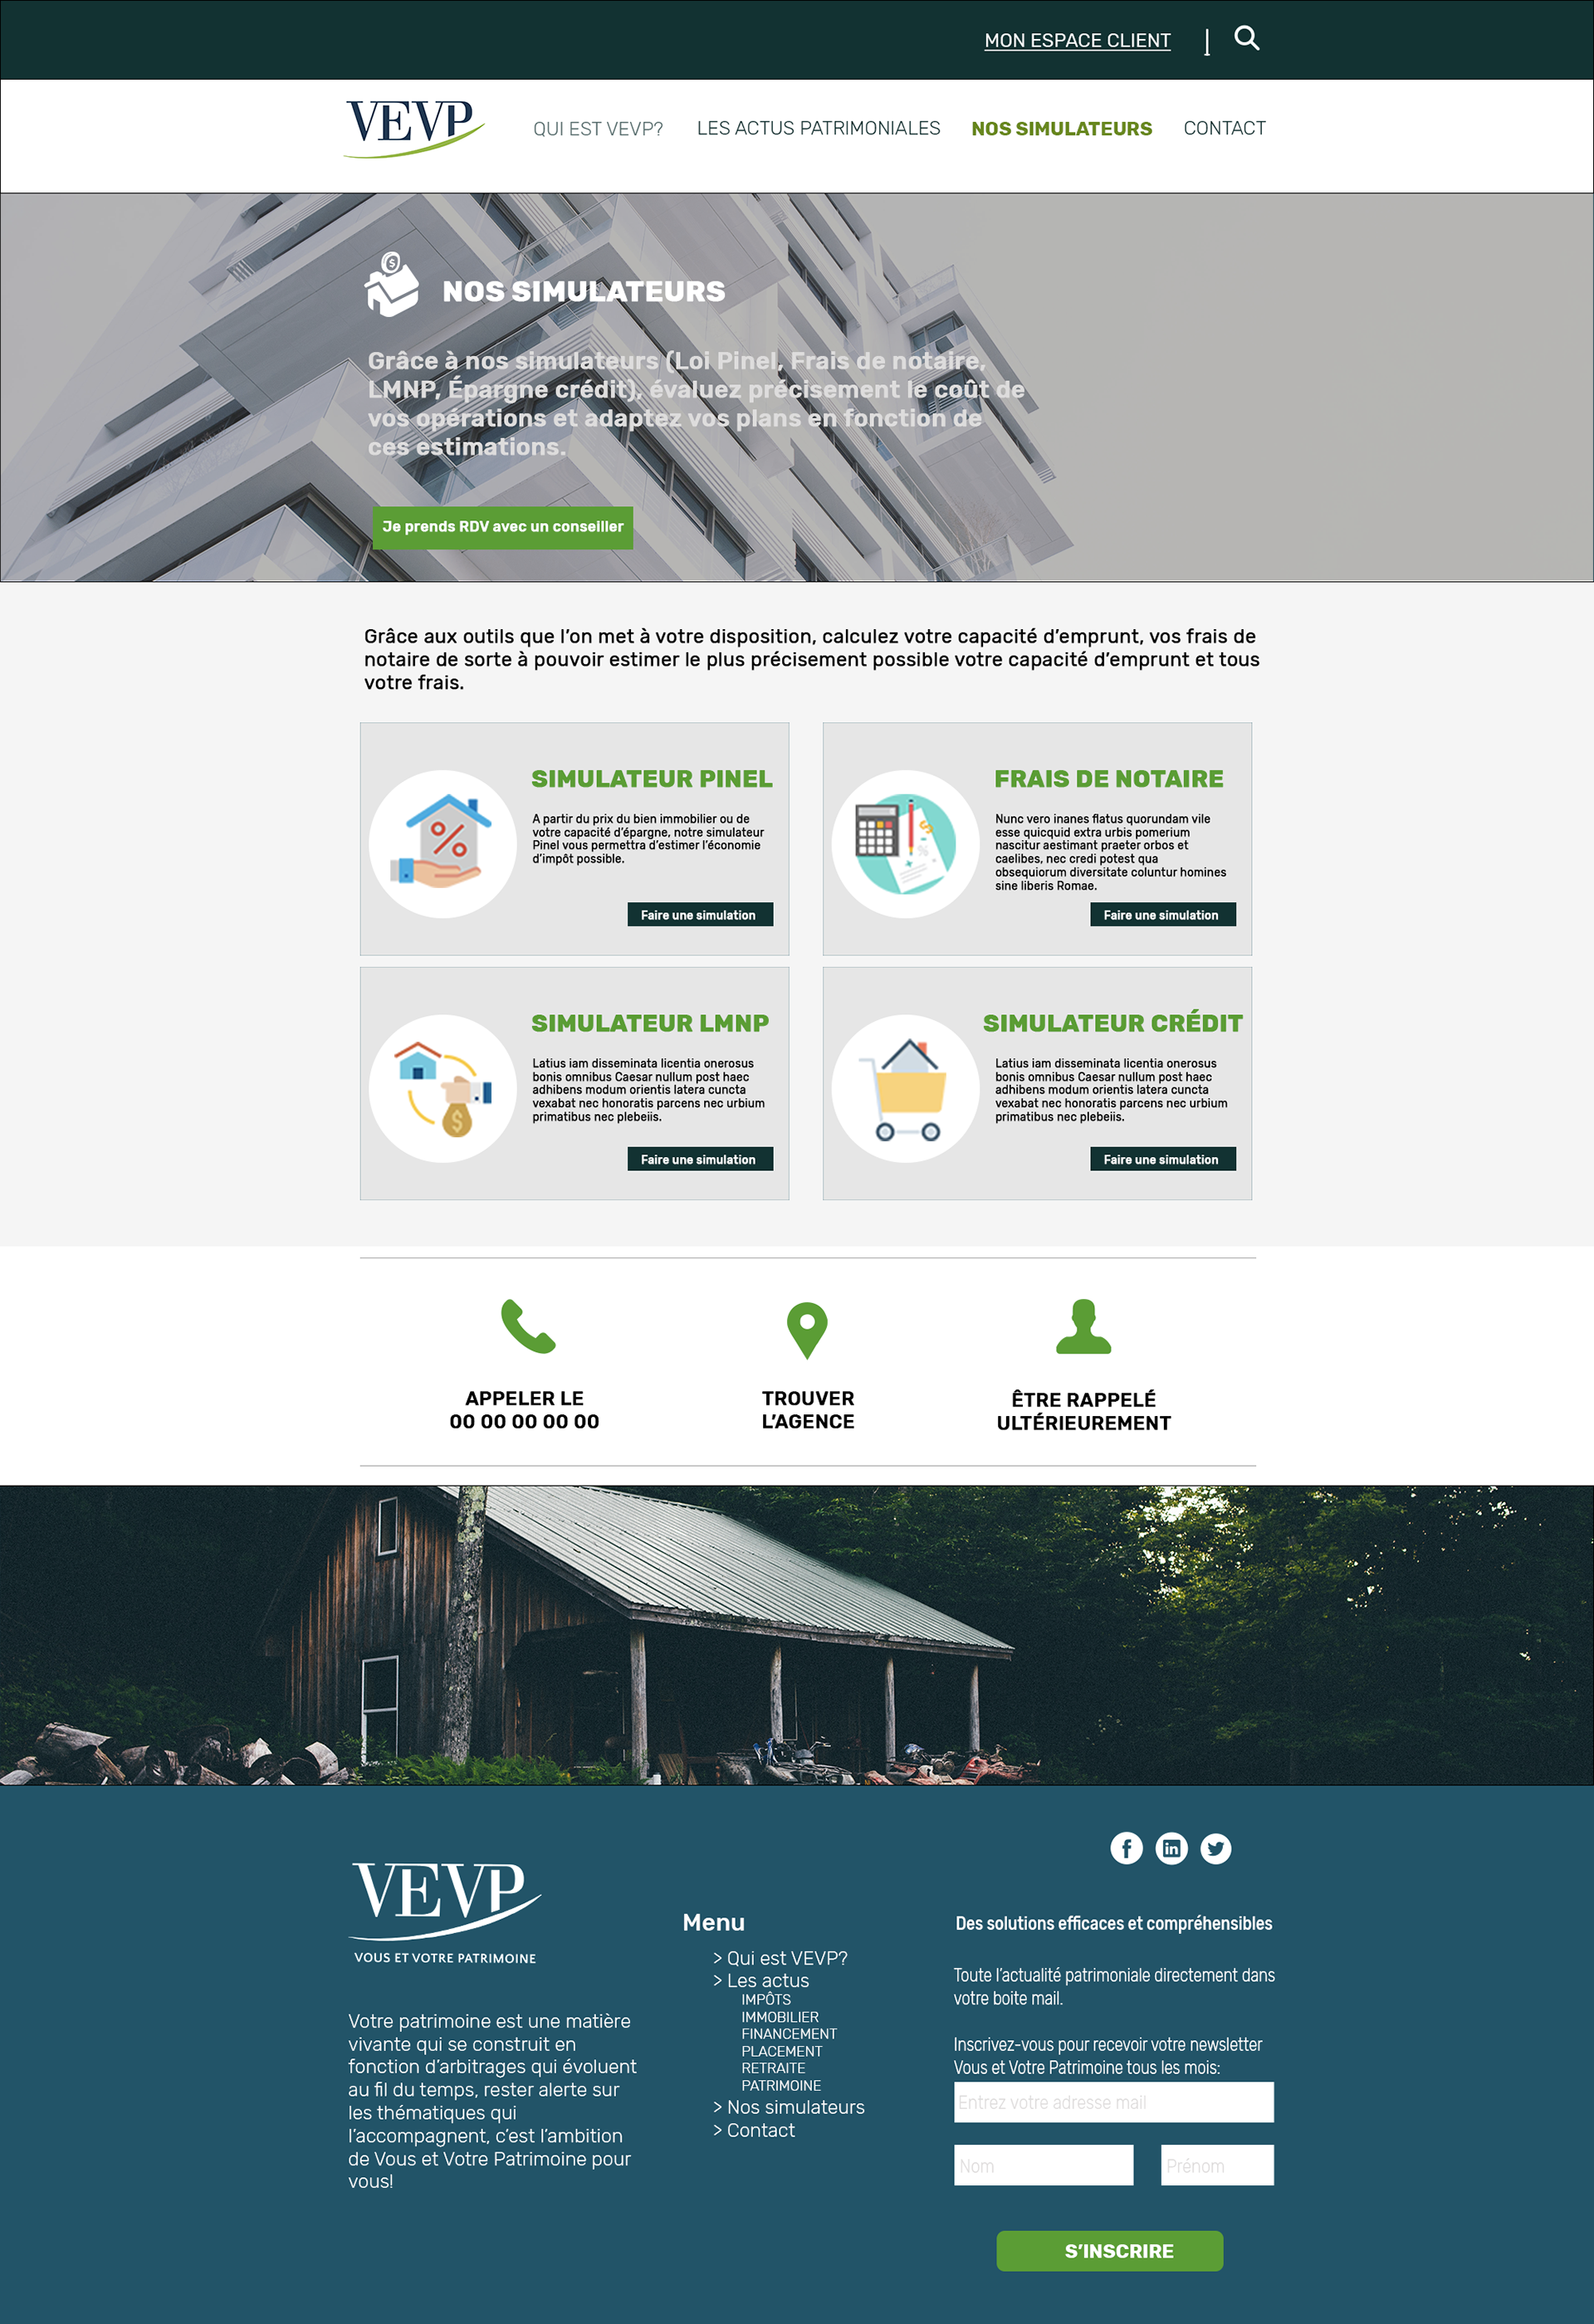 MON ESPACE CLIENT
VEVP
QUI EST VEVP?
LES ACTUS PATRIMONIALES
NOS SIMULATEURS
CONTACT
NOS SIMULATEURS
Grâce à nos simulateurs (Loi Pinel, Frais de notaire,
LMNP, Épargne crédit), évaluez précisement le coût de
vos opérations et adaptez vos plans en fonction de
ces estimations.
Je prends RDV avec un conseiller
Grâce aux outils que l'on met à votre disposition, calculez votre capacité d'emprunt, vos frais de
notaire de sorte à pouvoir estimer le plus précisement possible votre capacité d'emprunt et tous
votre frais.
SIMULATEUR PINEL
A partir du prix du bien immobilier ou de
votre capacité d'épargne, notre simulateur
Pinel vous permettra d'estimer l'économie
d'impôt possible.
Faire une simulation
FRAIS DE NOTAIRE
Nunc vero inanes flatus quorundam vile
esse quicquid extra urbis pomerium
nascitur aestimant praeter orbos et
caelibes, nec credi potest qua
obsequiorum diversitate coluntur homines
sine liberis Romae.
Faire une simulation
SIMULATEUR LMNP
Latius iam disseminata licentia onerosus
bonis omnibus Caesar nullum post haec
adhibens modum orientis latera cuncta
vexabat nec honoratis parcens nec urbium
primatibus nec plebeiis.
Faire une simulation
SIMULATEUR CRÉDIT
Latius iam disseminata licentia onerosus
bonis omnibus Caesar nullum post haec
adhibens modum orientis latera cuncta
vexabat nec honoratis parcens nec urbium
primatibus nec plebeiis.
Faire une simulation
APPELER LE
00 00 00 00 00
TROUVER
L'AGENCE
ÊTRE RAPPELÉ
ULTÉRIEUREMENT
VEVP
VOUS ET VOTRE PATRIMOINE
Votre patrimoine est une matière
vivante qui se construit en
fonction d'arbitrages qui évoluent
au fil du temps, rester alerte sur
les thématiques qui
l'accompagnent, c'est l'ambition
de Vous et Votre Patrimoine pour
vous!
Menu
> Qui est VEVP?
> Les actus
IMPÔTS
IMMOBILIER
FINANCEMENT
PLACEMENT
RETRAITE
PATRIMOINE
> Nos simulateurs
> Contact
Des solutions efficaces et compréhensibles
Toute l'actualité patrimoniale directement dans
votre boite mail.
Inscrivez-vous pour recevoir votre newsletter
Vous et Votre Patrimoine tous les mois:
Entrez votre adresse mail
Nom
Prénom
S'INSCRIRE